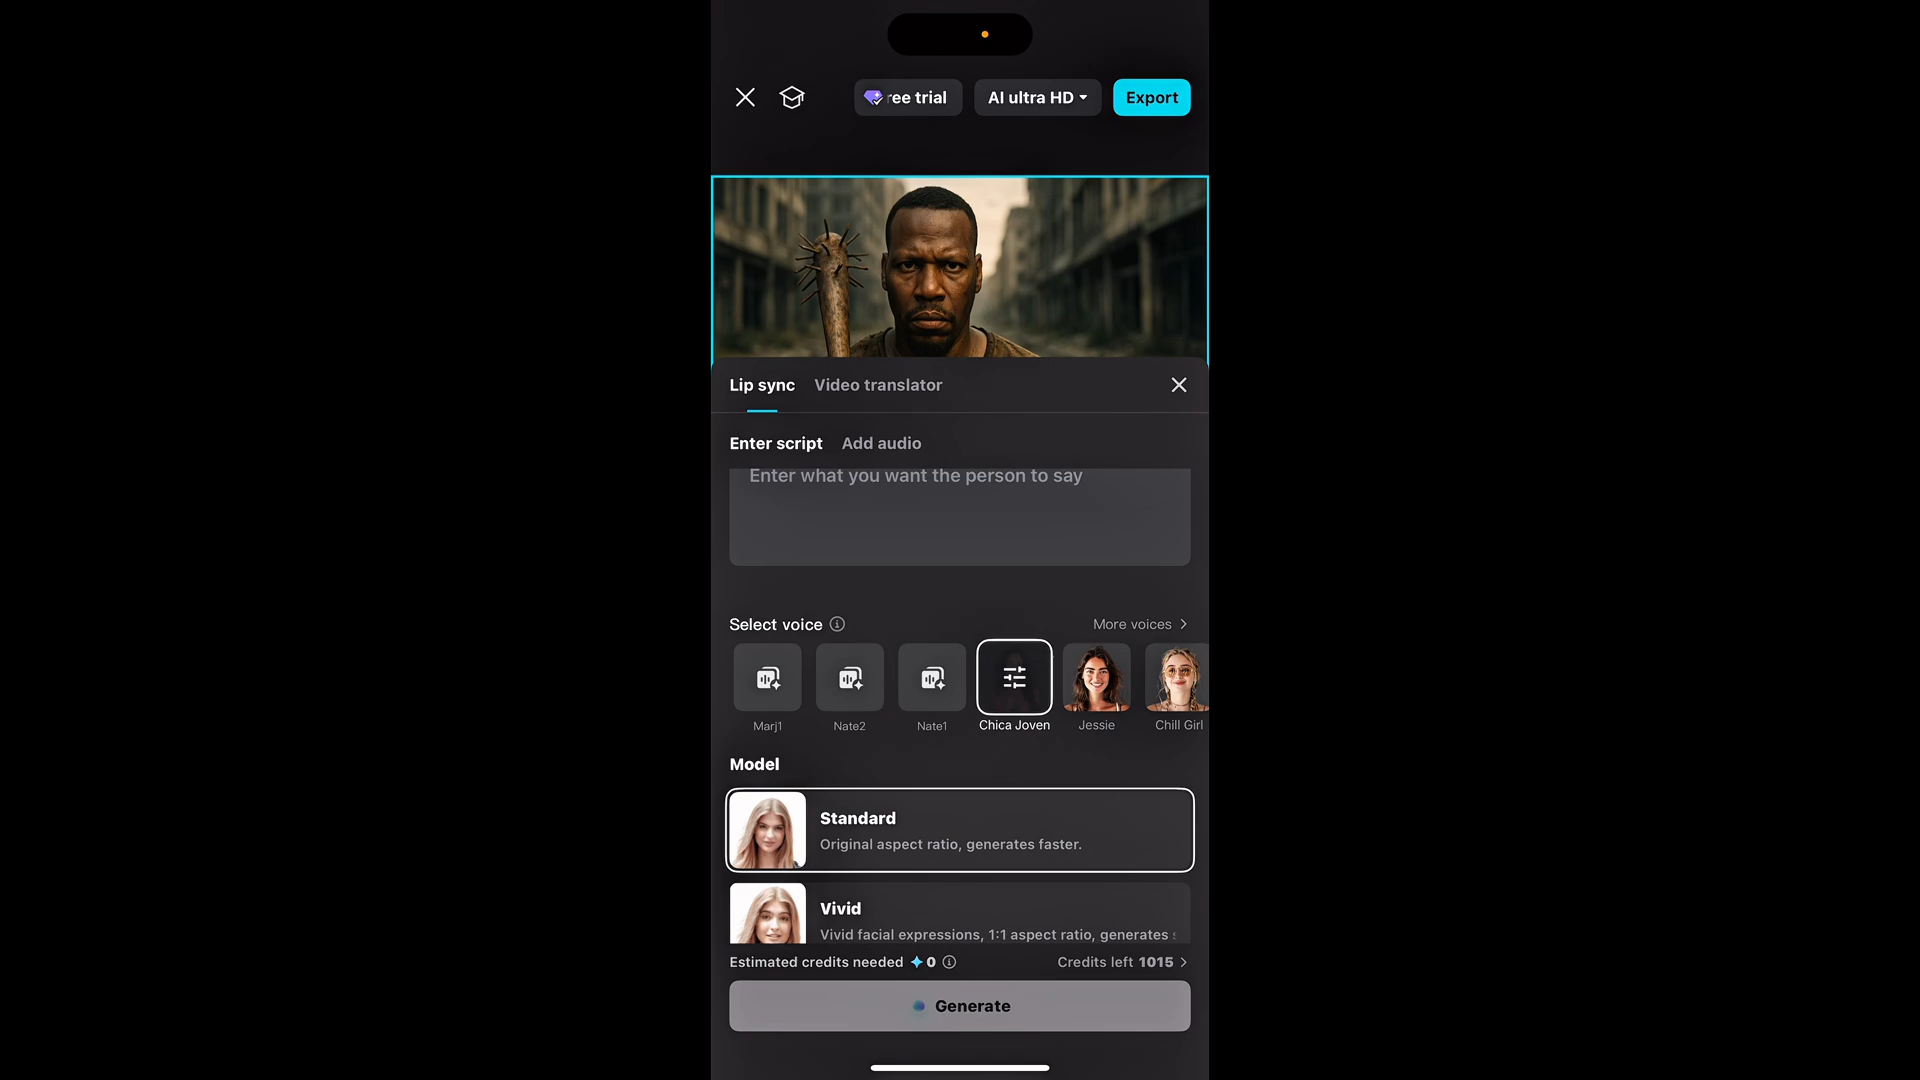 ree trial
AI ultra HD
Export
Lip sync
Video translator
Enter script
Add audio
Enter what you want the person to say
Select voice
More voices
Marj1
Nate2
Nate1
Chica Joven
Jessie
Chill Girl
Model
Standard
Original aspect ratio, generates faster.
Vivid
Vivid facial expressions, 1:1 aspect ratio, generates
Estimated credits needed 0
Credits left 1015
Generate